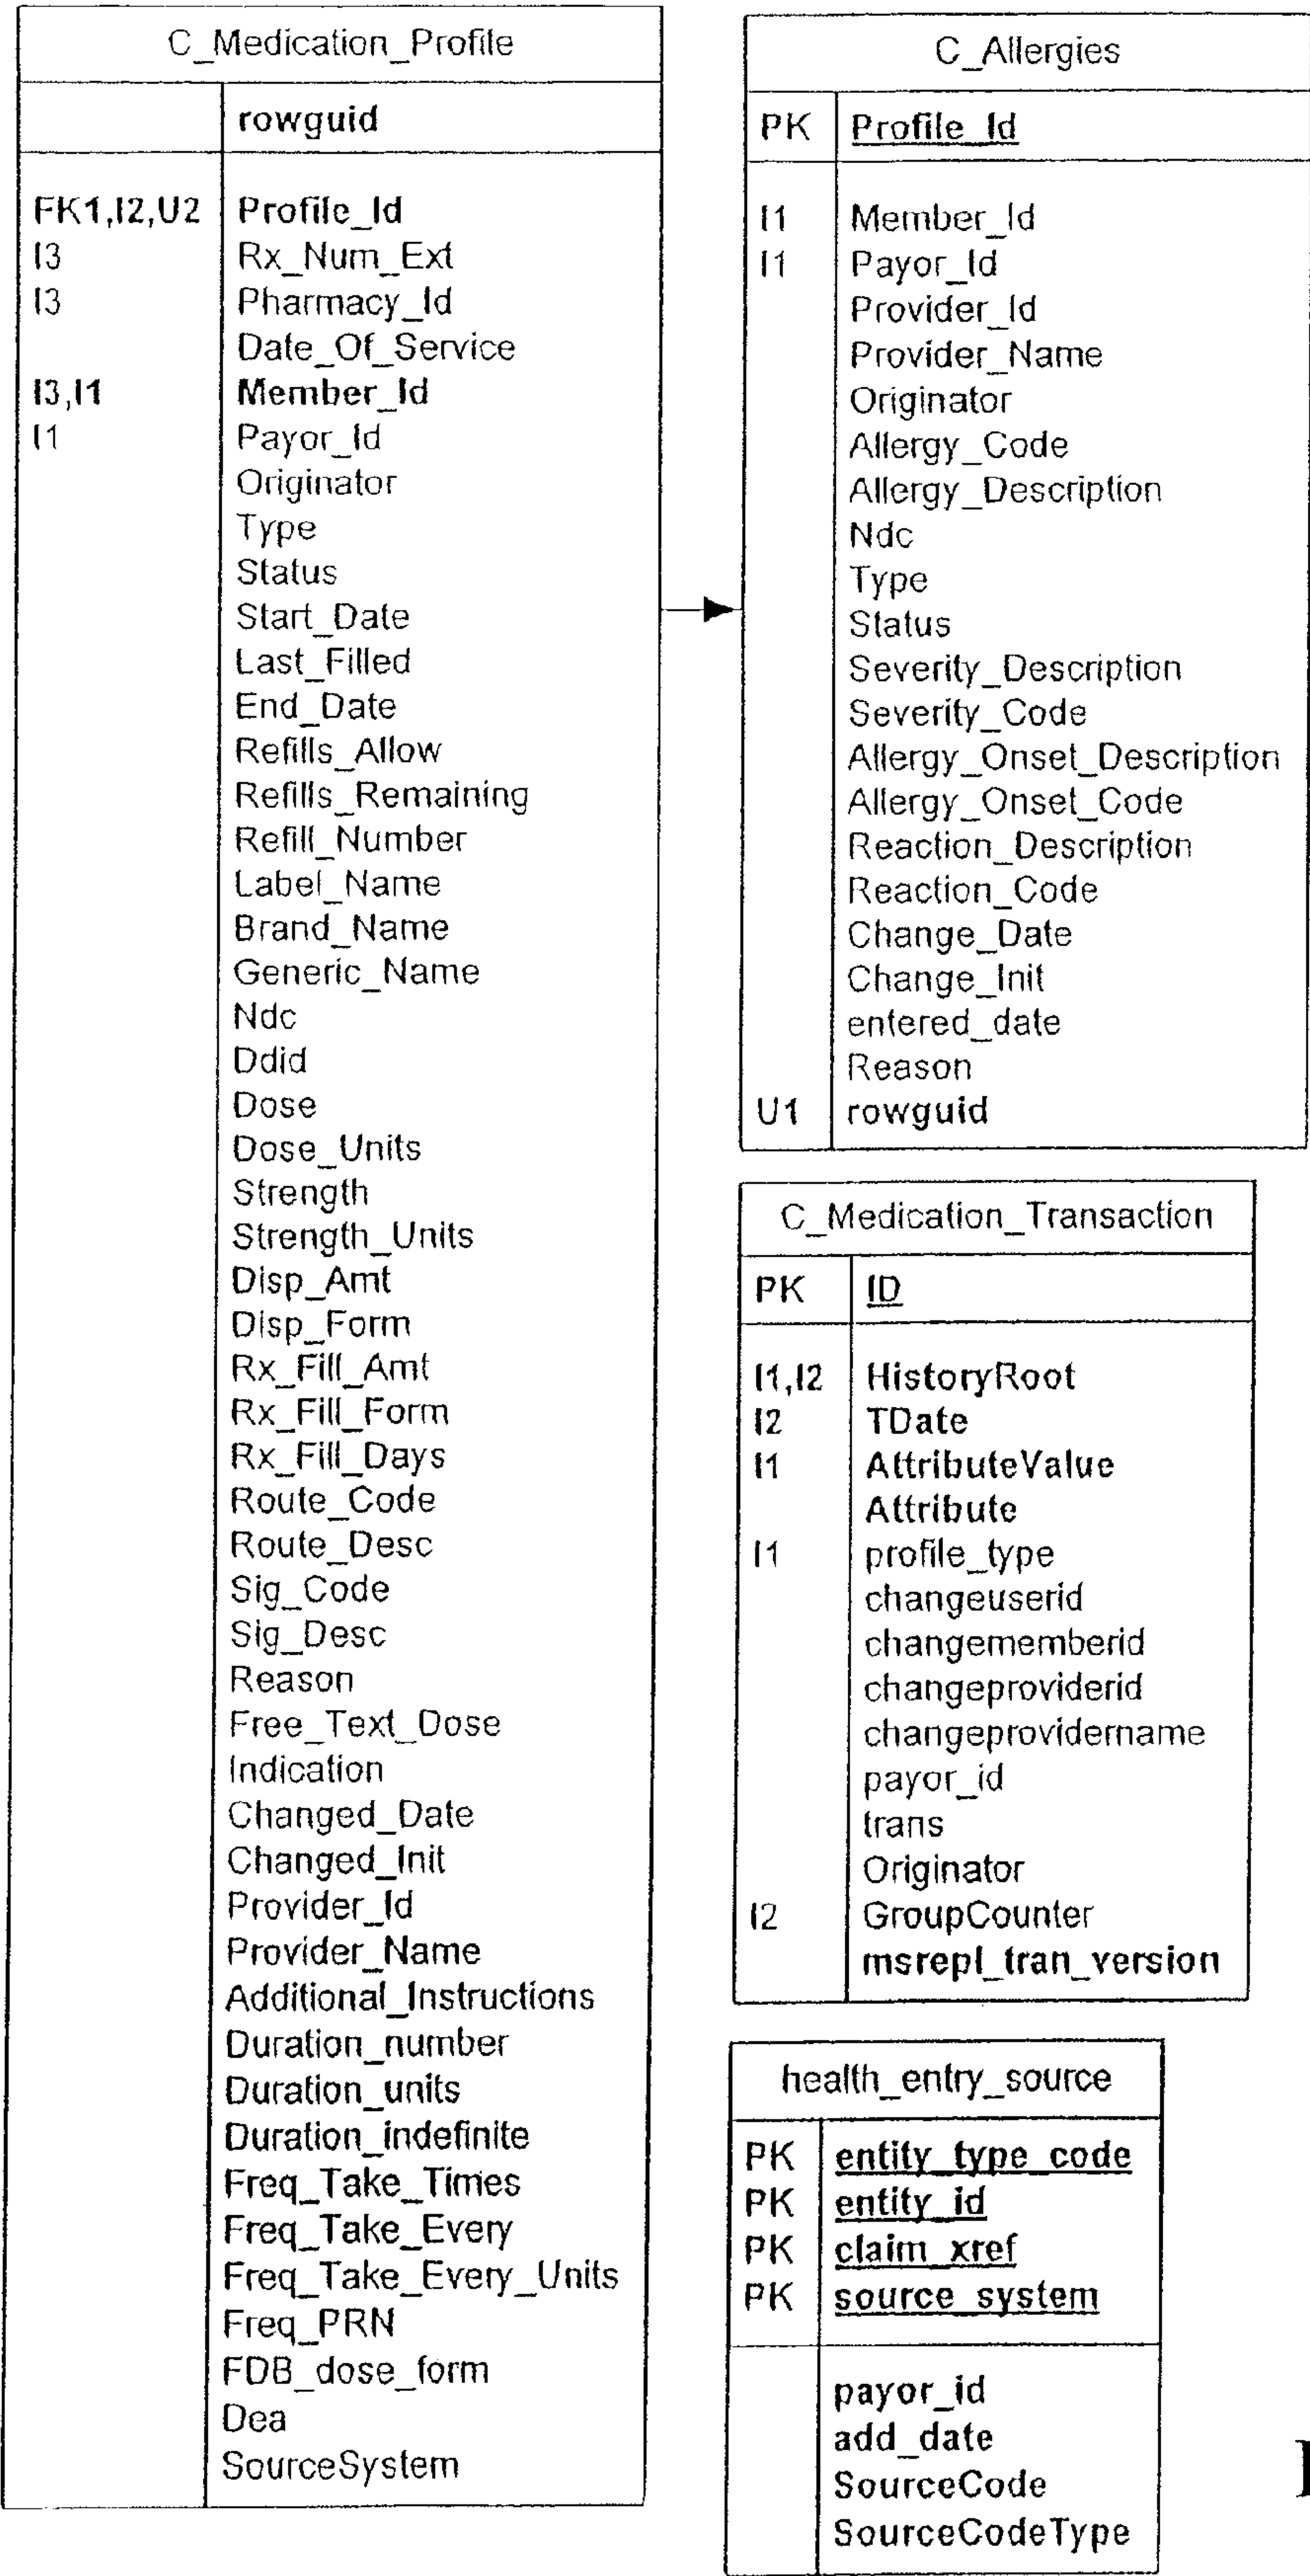 C_Medication_Profile
rowguid
FK1,I2,U2 Profile_Id
I3 Rx_Num_Ext
I3 Pharmacy_Id
Date_Of_Service
I3,I1 Member_Id
I1 Payor_Id
Originator
Type
Status
Start_Date
Last_Filled
End_Date
Refills_Allow
Refills_Remaining
Refill_Number
Label_Name
Brand_Name
Generic_Name
Ndc
Ddid
Dose
Dose_Units
Strength
Strength_Units
Disp_Amt
Disp_Form
Rx_Fill_Amt
Rx_Fill_Form
Rx_Fill_Days
Route_Code
Route_Desc
Sig_Code
Sig_Desc
Reason
Free_Text_Dose
Indication
Changed_Date
Changed_Init
Provider_Id
Provider_Name
Additional_Instructions
Duration_number
Duration_units
Duration_indefinite
Freq_Take_Times
Freq_Take_Every
Freq_Take_Every_Units
Freq_PRN
FDB_dose_form
Dea
SourceSystem
C_Allergies
PK Profile_Id
I1 Member_Id
I1 Payor_Id
Provider_Id
Provider_Name
Originator
Allergy_Code
Allergy_Description
Ndc
Type
Status
Severity_Description
Severity_Code
Allergy_Onset_Description
Allergy_Onset_Code
Reaction_Description
Reaction_Code
Change_Date
Change_Init
entered_date
Reason
U1 rowguid
C_Medication_Transaction
PK ID
I1,I2 HistoryRoot
I2 TDate
I1 AttributeValue
Attribute
I1 profile_type
changeuserid
changememberid
changeproviderid
changeprovidername
payor_id
trans
Originator
I2 GroupCounter
msrepl_tran_version
health_entry_source
PK entity_type_code
PK entity_id
PK claim_xref
PK source_system
payor_id
add_date
SourceCode
SourceCodeType